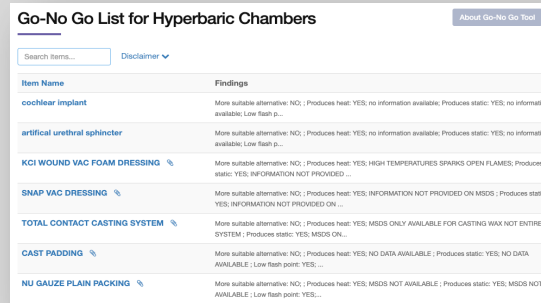 Go-No Go List for Hyperbaric Chambers
About Go-No Go Tool
Search items...
Disclaimer
Item Name Findings
cochlear implant More suitable alternative: NO; ; Produces heat: YES; no information available; Produces static: YES; no informati
available; Low flash p...
artifical urethral sphincter More suitable alternative: NO; ; Produces heat: YES; no information available; Produces static: YES; no informati
available; Low flash p...
KCI WOUND VAC FOAM DRESSING More suitable alternative: NO; ; Produces heat: YES; HIGH TEMPERATURES SPARKS OPEN FLAMES; Produces
static: YES; INFORMATION NOT PROVIDED ...
SNAP VAC DRESSING More suitable alternative: NO; ; Produces heat: YES; INFORMATION NOT PROVIDED ON MSDS ; Produces stati
YES; INFORMATION NOT PROVIDED ON ...
TOTAL CONTACT CASTING SYSTEM More suitable alternative: NO; ; Produces heat: YES; MSDS ONLY AVAILABLE FOR CASTING WAX NOT ENTIRE
SYSTEM ; Produces static: YES; MSDS ON...
CAST PADDING More suitable alternative: NO; ; Produces heat: YES; NO DATA AVAILABLE ; Produces static: YES; NO DATA
AVAILABLE ; Low flash point: YES; ...
NU GAUZE PLAIN PACKING More suitable alternative: NO; ; Produces heat: YES; MSDS NOT AVAILABLE ; Produces static: YES; MSDS NOT
AVAILABLE ; Low flash point: YES;...